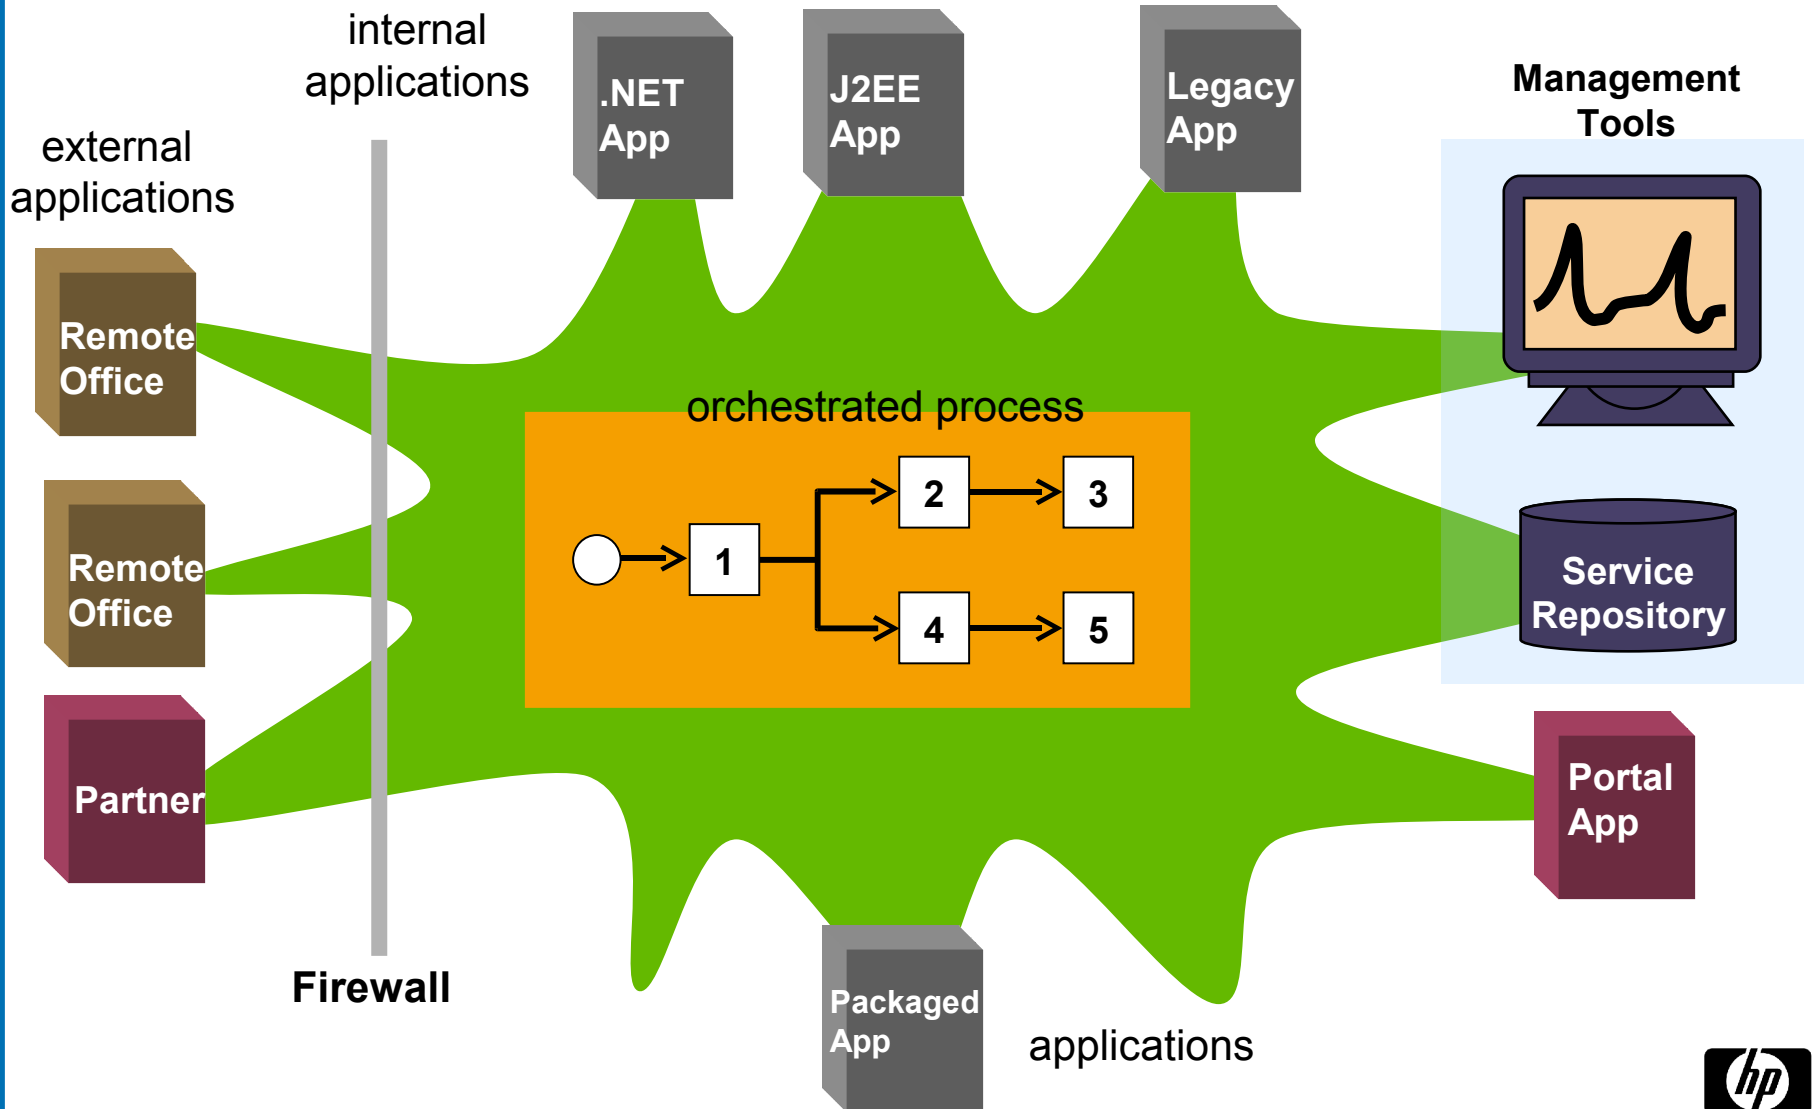 internal
applications
external
applications
.NET
App
J2EE
App
Legacy
App
Management
Tools
Remote
Office
orchestrated process
1
2
3
4
5
Remote
Office
Service
Repository
Partner
Portal
App
Firewall
Packaged
App
applications
hp